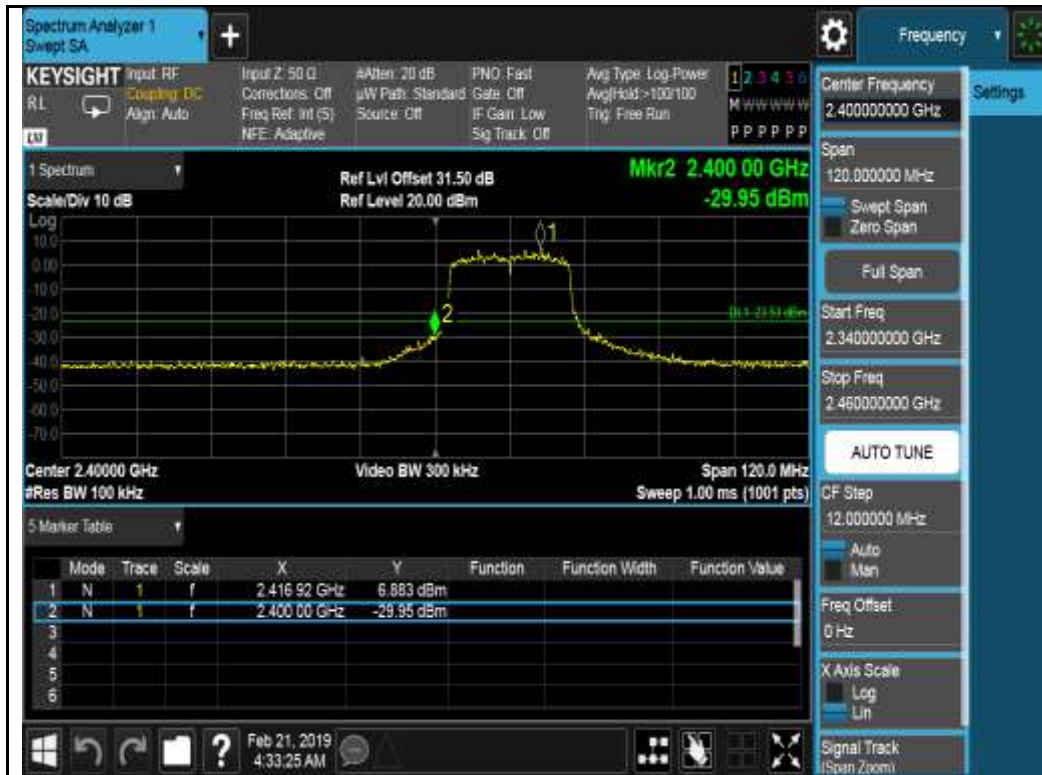 Spectrum Analyzer 1
Swept SA
+
Frequency
KEYSIGHT
RL
Input: RF
Coupling: DC
Align: Auto
Input Z: 50 Ω
Corrections: Off
Freq Ref: Int (S)
NFE: Adaptive
#Atten: 20 dB
µW Path: Standard
Source: Off
PNO: Fast
Gate: Off
IF Gain: Low
Sig Track: Off
Avg Type: Log-Power
Avg|Hold:>100/100
Trig: Free Run
1 2 3 4 5 6
M W W W W W
P P P P P P
1 Spectrum
Scale/Div 10 dB
Ref Lvl Offset 31.50 dB
Ref Level 20.00 dBm
Mkr2 2.400 00 GHz
-29.95 dBm
Log
10.0
0.00
-10.0
-20.0
-30.0
-40.0
-50.0
-60.0
-70.0
1
2
Center 2.40000 GHz
#Res BW 100 kHz
Video BW 300 kHz
Span 120.0 MHz
Sweep 1.00 ms (1001 pts)
5 Marker Table
Mode Trace Scale X Y Function Function Width Function Value
1 N 1 f 2.416 92 GHz 6.883 dBm
2 N 1 f 2.400 00 GHz -29.95 dBm
3
4
5
6
?
Feb 21, 2019
4:33:25 AM
Center Frequency
2.400000000 GHz
Settings
Span
120.000000 MHz
Swept Span
Zero Span
Full Span
Start Freq
2.340000000 GHz
Stop Freq
2.460000000 GHz
AUTO TUNE
CF Step
12.000000 MHz
Auto
Man
Freq Offset
0 Hz
X Axis Scale
Log
Lin
Signal Track
(Span Zoom)